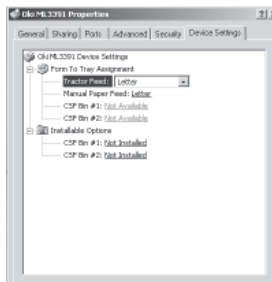 Oki ML3391 Properties
General Sharing Ports Advanced Security Device Settings
Oki ML3391 Device Settings
Form To Tray Assignment
Tractor Feed: Letter
Manual Paper Feed: Letter
CSF Bin #1: Not Available
CSF Bin #2: Not Available
Installable Options
CSF Bin #1: Not Installed
CSF Bin #2: Not Installed